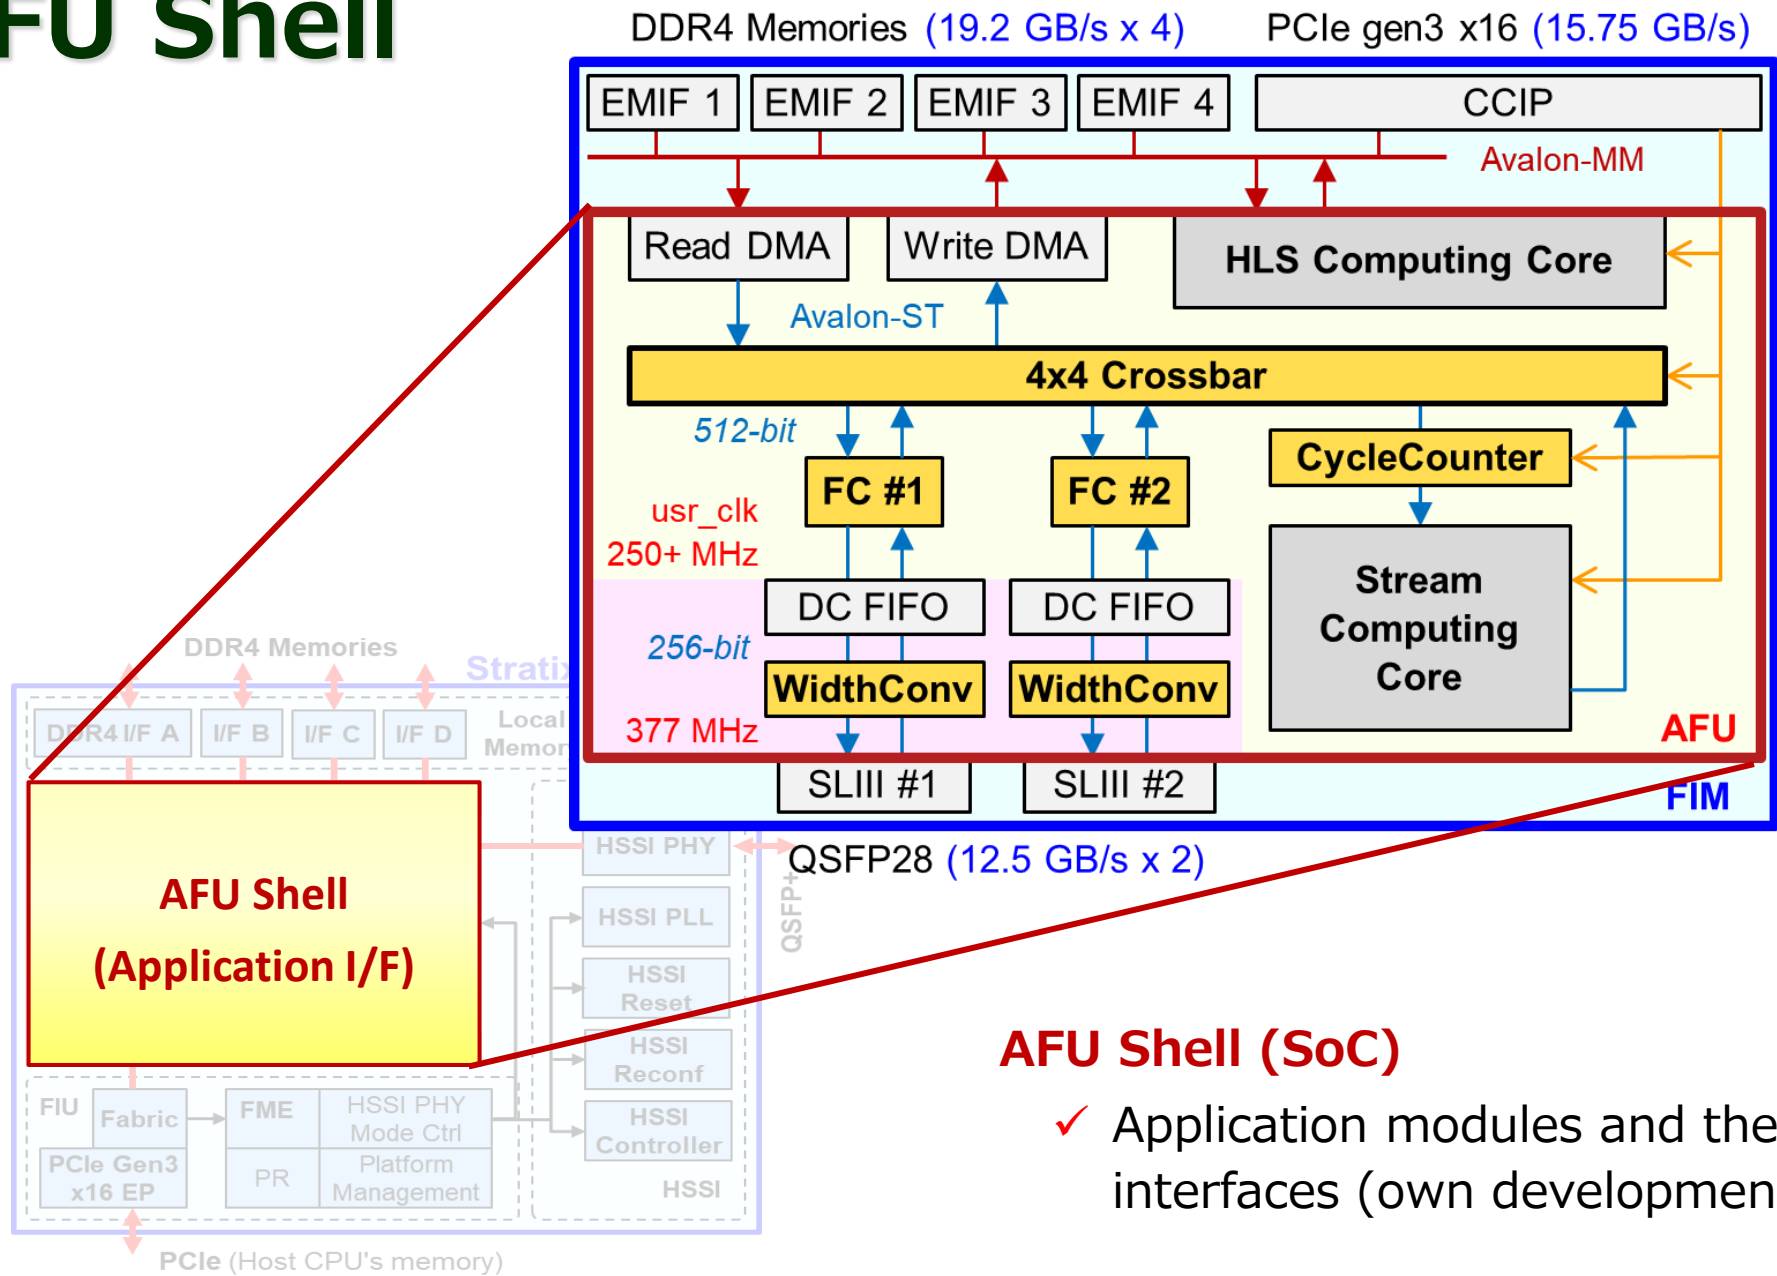 FU Shell
DDR4 Memories (19.2 GB/s x 4)
PCIe gen3 x16 (15.75 GB/s)
EMIF 1
EMIF 2
EMIF 3
EMIF 4
CCIP
Avalon-MM
Read DMA
Write DMA
HLS Computing Core
Avalon-ST
4x4 Crossbar
512-bit
CycleCounter
FC #1
FC #2
usr_clk
250+ MHz
Stream
Computing
Core
DC FIFO
DC FIFO
256-bit
WidthConv
WidthConv
377 MHz
AFU
SLIII #1
SLIII #2
FIM
QSFP28 (12.5 GB/s x 2)
DDR4 Memories
Strati
DDR4 I/F A
I/F B
I/F C
I/F D
Local
Memor
AFU Shell
(Application I/F)
HSSI PHY
QSFP+
HSSI PLL
HSSI
Reset
HSSI
Reconf
HSSI
Controller
HSSI
FIU
Fabric
FME
HSSI PHY
Mode Ctrl
PCIe Gen3
x16 EP
PR
Platform
Management
PCIe (Host CPU's memory)
AFU Shell (SoC)
✓ Application modules and the
interfaces (own developmen